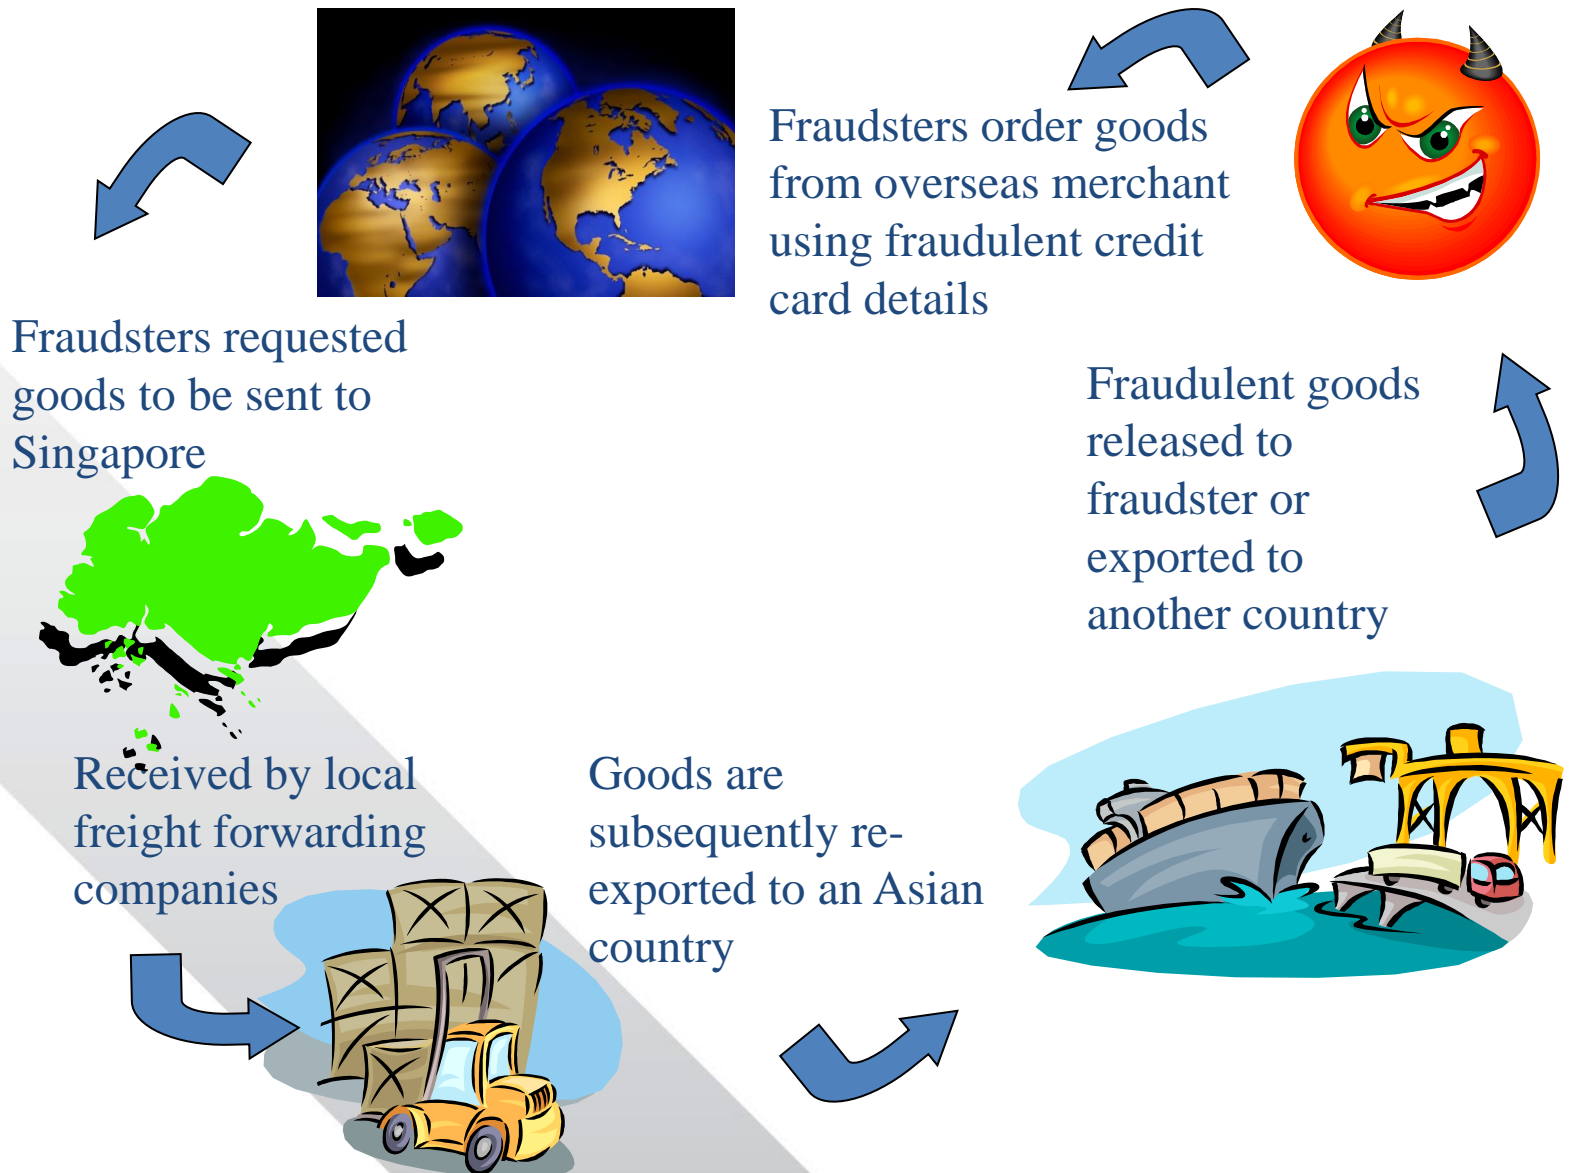 Fraudsters order goods
from overseas merchant
using fraudulent credit
card details
Fraudsters requested
goods to be sent to
Singapore
Received by local
freight forwarding
companies
Goods are
subsequently re-
exported to an Asian
country
Fraudulent goods
released to
fraudster or
exported to
another country